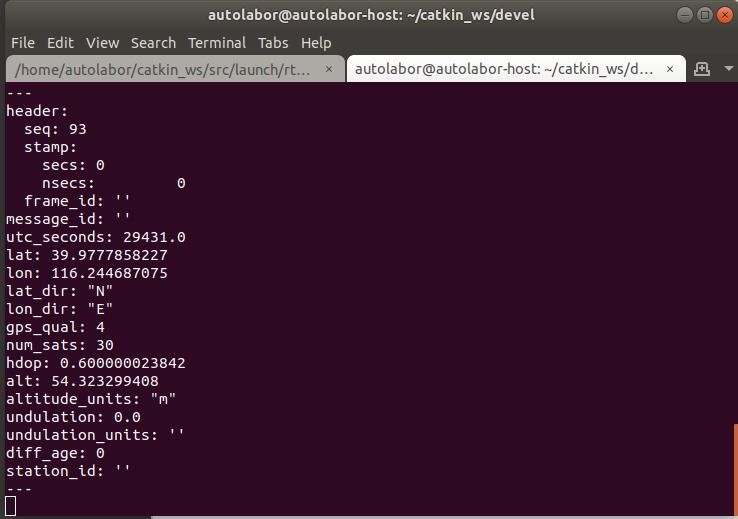 autolabor@autolabor-host: ~/catkin_ws/devel
File Edit View Search Terminal Tabs Help
/home/autolabor/catkin_ws/src/launch/rt... × autolabor@autolabor-host: ~/catkin_ws/d... ×
---
header:
  seq: 93
  stamp:
    secs: 0
    nsecs:         0
  frame_id: ''
message_id: ''
utc_seconds: 29431.0
lat: 39.9777858227
lon: 116.244687075
lat_dir: "N"
lon_dir: "E"
gps_qual: 4
num_sats: 30
hdop: 0.600000023842
alt: 54.323299408
altitude_units: "m"
undulation: 0.0
undulation_units: ''
diff_age: 0
station_id: ''
---